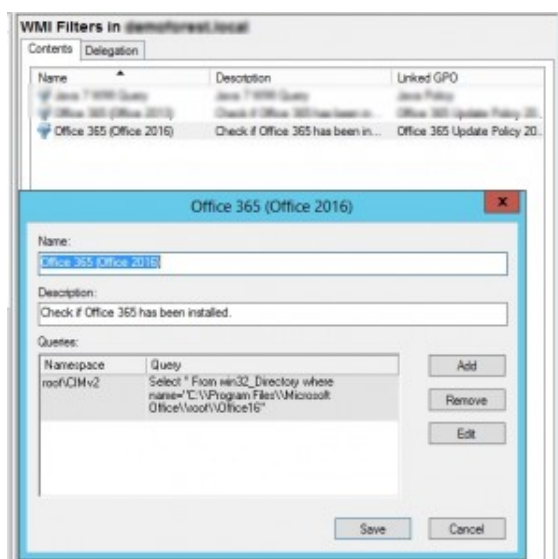 WMI Filters in
Contents Delegation
Name Description Linked GPO
Office 365 (Office 2016) Check if Office 365 has been in... Office 365 Update Policy 20...
Office 365 (Office 2016)
x
Name:
Office 365 (Office 2016)
Description:
Check if Office 365 has been installed.
Queries:
Namespace Query
root\CIMv2 Select * From win32_Directory where
name="C:\\Program Files\\Microsoft
Office\\root\\Office16"
Add
Remove
Edit
Save Cancel